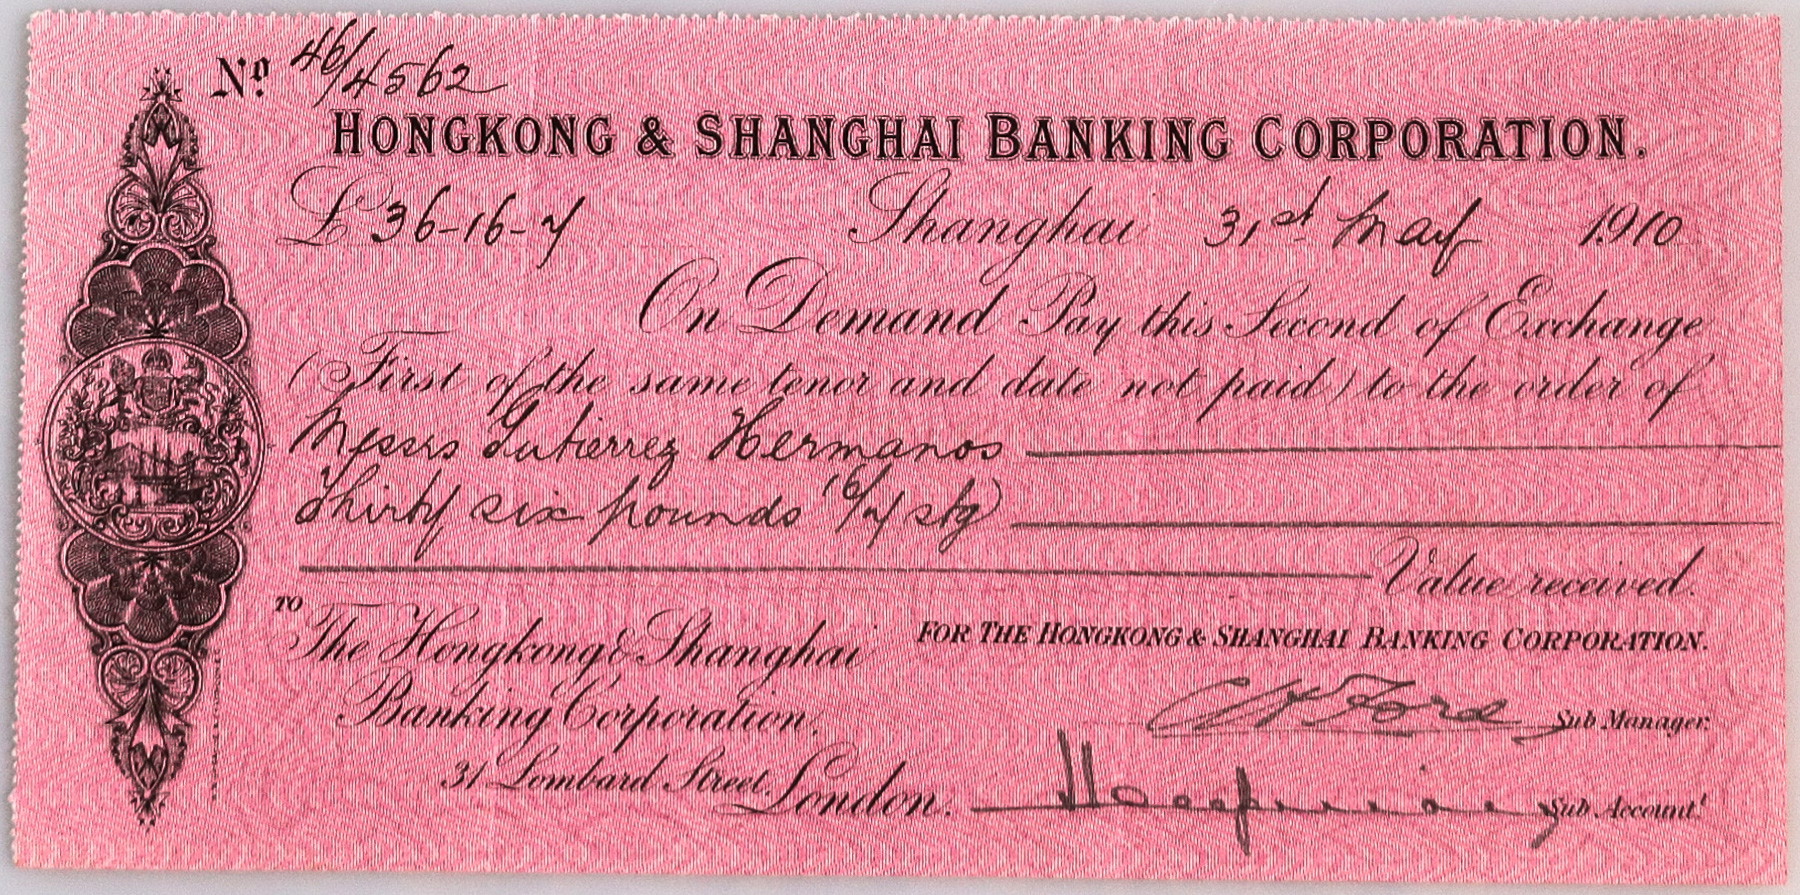 No. 46/4562
HONGKONG & SHANGHAI BANKING CORPORATION.
£ 36-16-7 Shanghai 31st May 1910
On Demand Pay this Second of Exchange
(First of the same tenor and date not paid) to the order of
Messrs Gutierrez Hermanos
Thirty six pounds 16/7 stg)
Value received.
TO
The Hongkong & Shanghai
Banking Corporation,
31 Lombard Street, London.
FOR THE HONGKONG & SHANGHAI BANKING CORPORATION.
C H Ford Sub Manager.
Sub Account!